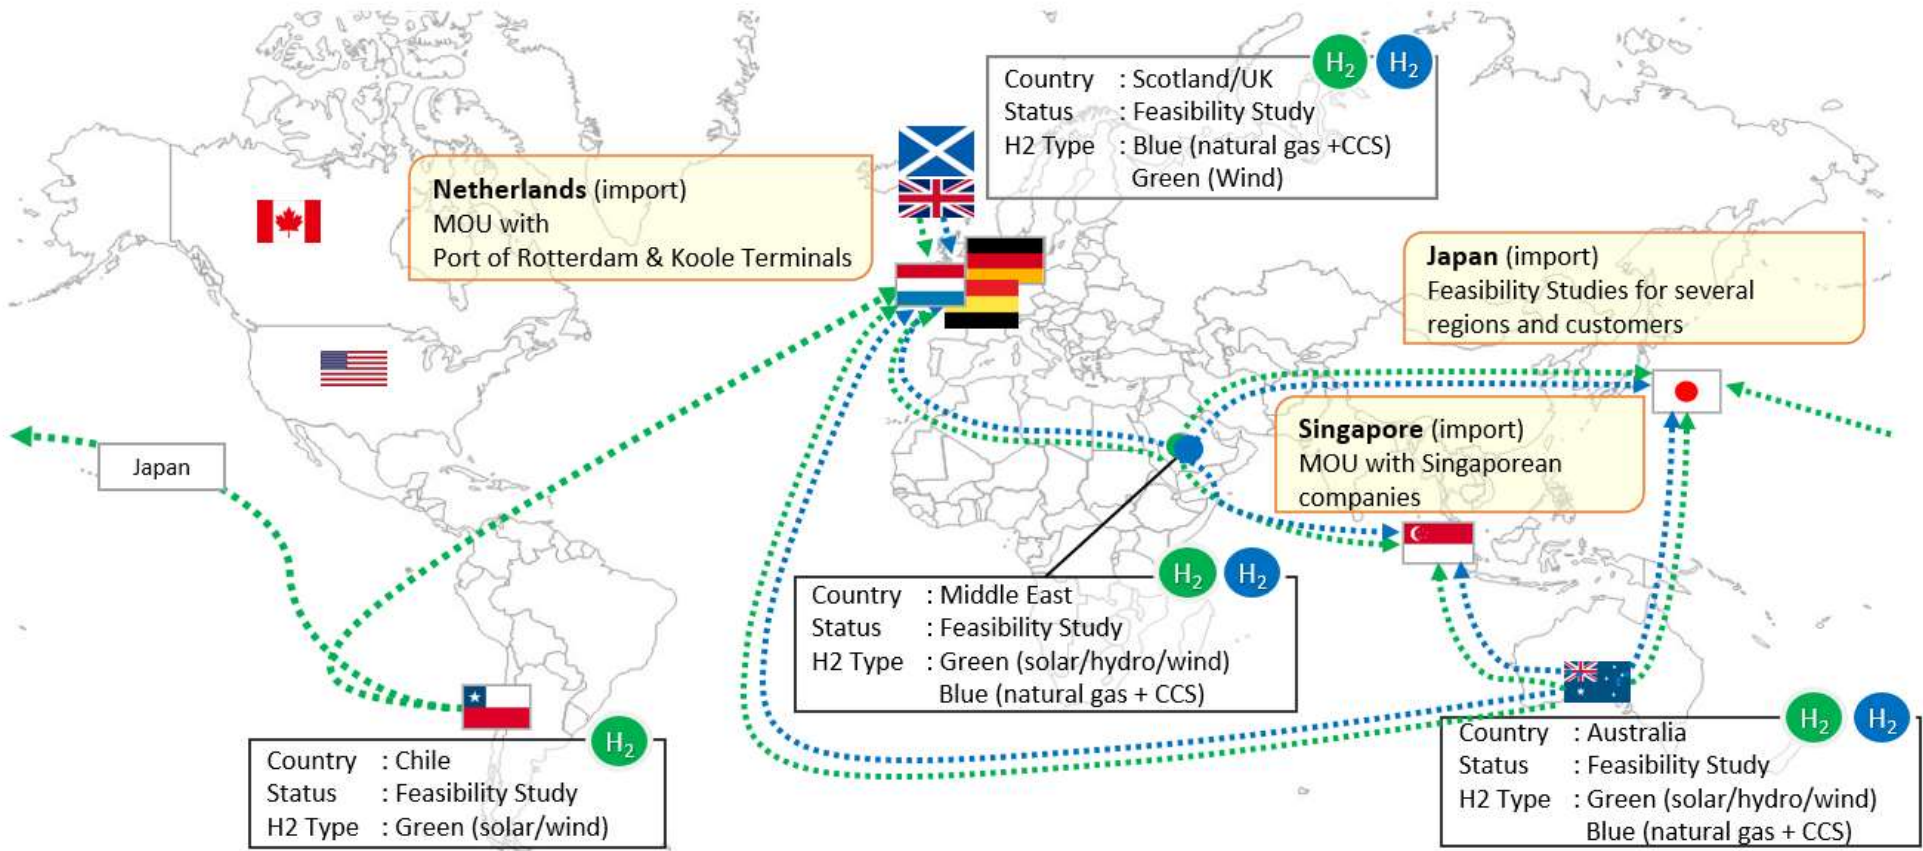 H2 H2
Country : Scotland/UK
Status : Feasibility Study
H2 Type : Blue (natural gas +CCS)
Green (Wind)
Netherlands (import)
MOU with
Port of Rotterdam & Koole Terminals
Japan (import)
Feasibility Studies for several
regions and customers
Singapore (import)
MOU with Singaporean
companies
Japan
H2 H2
Country : Middle East
Status : Feasibility Study
H2 Type : Green (solar/hydro/wind)
Blue (natural gas + CCS)
H2
Country : Chile
Status : Feasibility Study
H2 Type : Green (solar/wind)
H2 H2
Country : Australia
Status : Feasibility Study
H2 Type : Green (solar/hydro/wind)
Blue (natural gas + CCS)